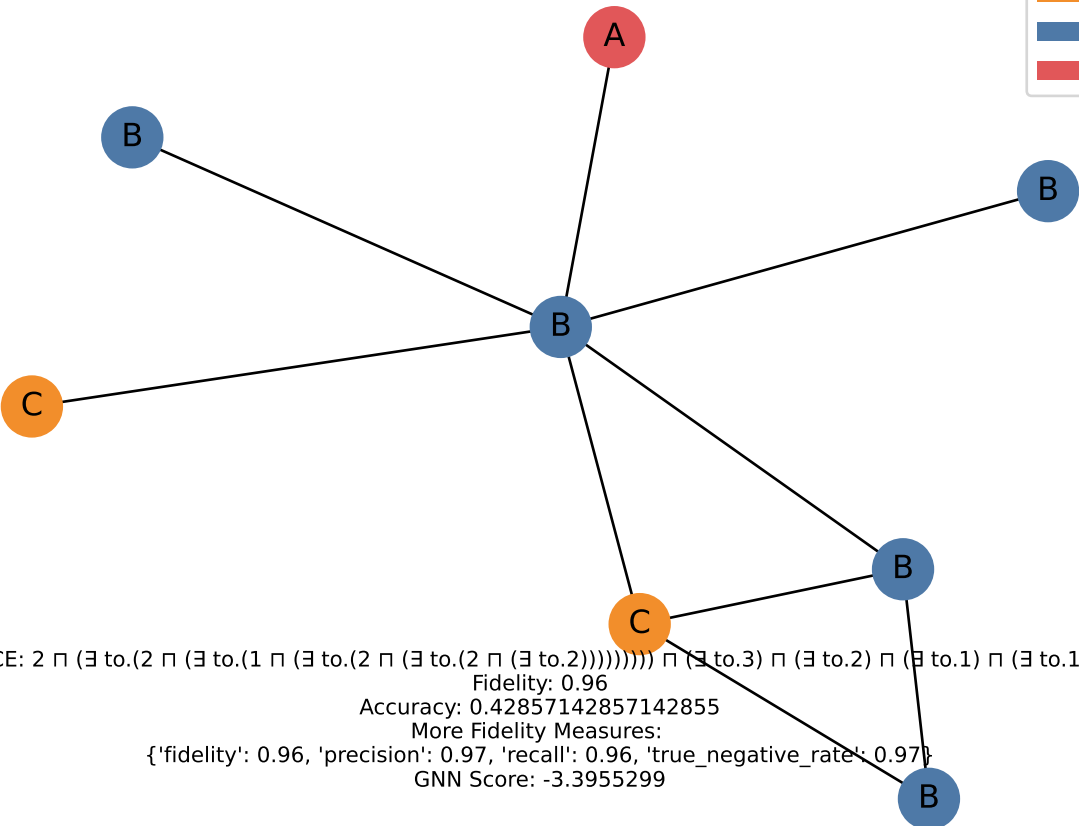 A
B
B
B
C
B
C
CE: 2 ⊓ (∃ to.(2 ⊓ (∃ to.(1 ⊓ (∃ to.(2 ⊓ (∃ to.(2 ⊓ (∃ to.2))))))))) ⊓ (∃ to.3) ⊓ (∃ to.2) ⊓ (∃ to.1) ⊓ (∃ to.1
Fidelity: 0.96
Accuracy: 0.42857142857142855
More Fidelity Measures:
{'fidelity': 0.96, 'precision': 0.97, 'recall': 0.96, 'true_negative_rate': 0.97}
GNN Score: -3.3955299
B